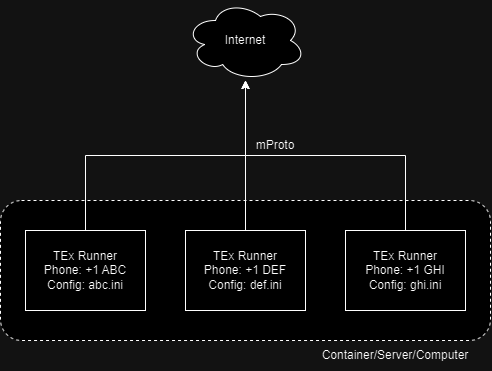 Internet
mProto
TEx Runner
Phone: +1 ABC
Config: abc.ini
TEx Runner
Phone: +1 DEF
Config: def.ini
TEx Runner
Phone: +1 GHI
Config: ghi.ini
Container/Server/Computer